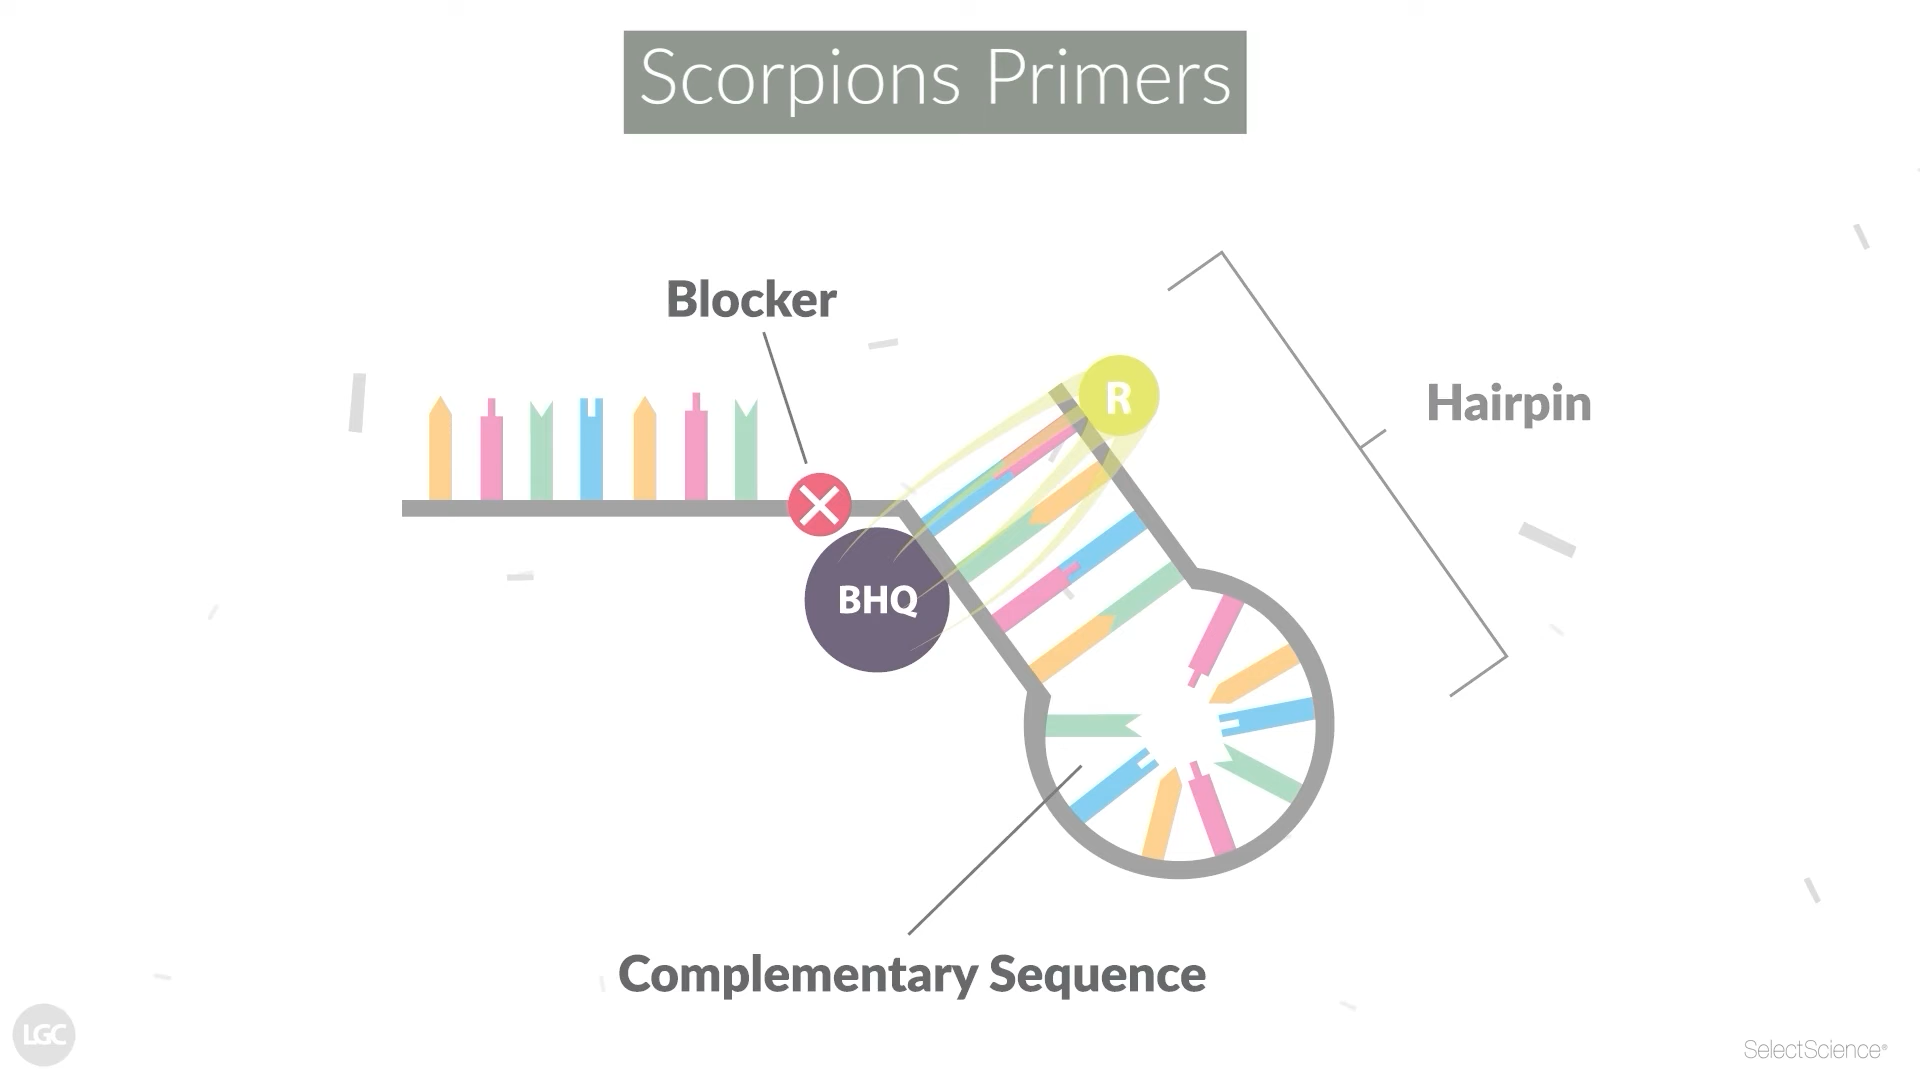 Scorpions Primers
Blocker
R
Hairpin
BHQ
Complementary Sequence
LGC
SelectScience®